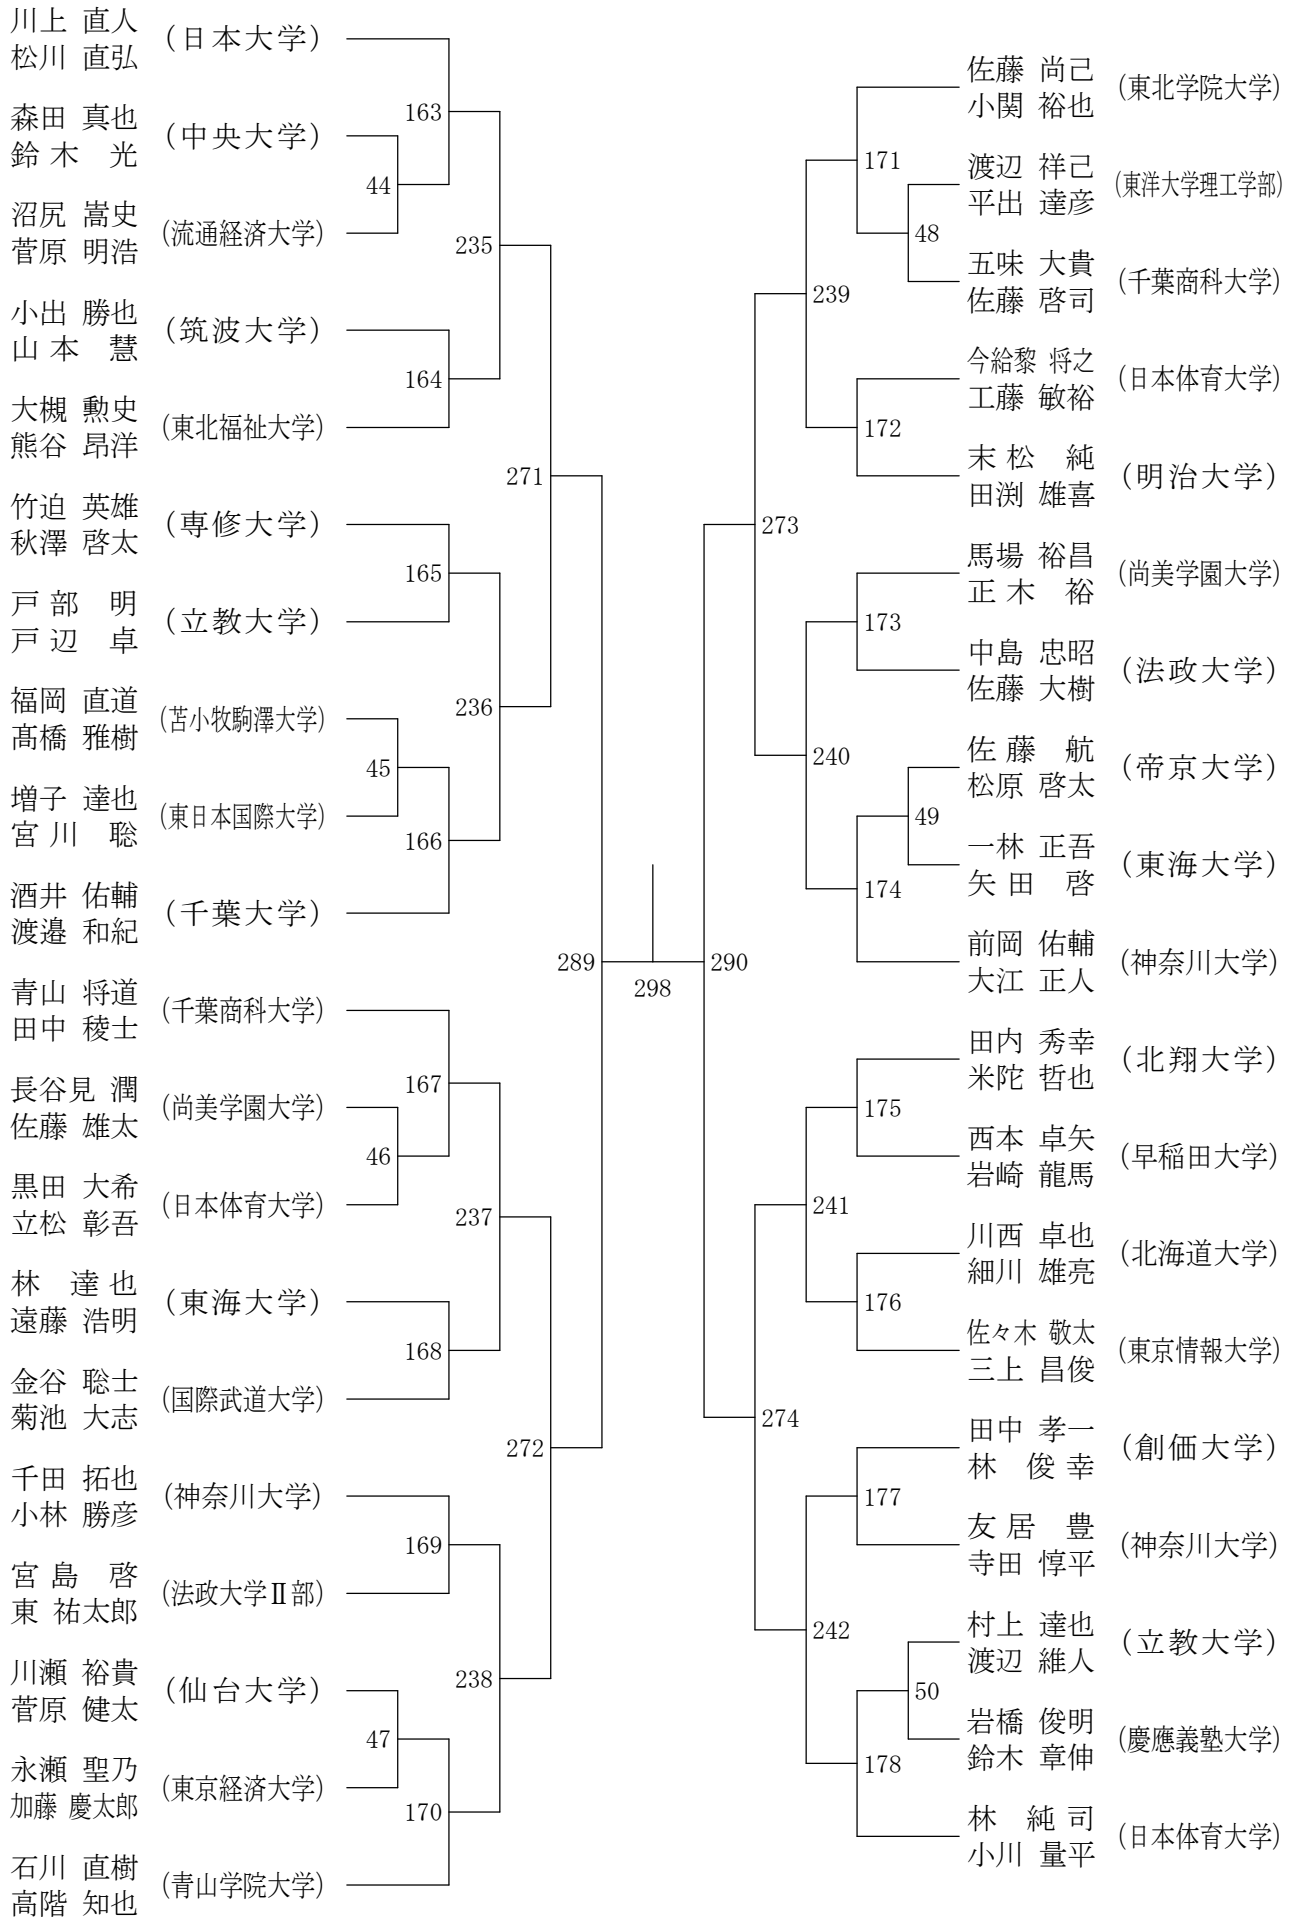 川上 直人
松川 直弘
(日本大学)
森田 真也
鈴木 光
(中央大学)
沼尻 嵩史
菅原 明浩
(流通経済大学)
小出 勝也
山本 慧
(筑波大学)
大槻 勲史
熊谷 昂洋
(東北福祉大学)
竹迫 英雄
秋澤 啓太
(専修大学)
戸部 明
戸辺 卓
(立教大学)
福岡 直道
髙橋 雅樹
(苫小牧駒澤大学)
増子 達也
宮川 聡
(東日本国際大学)
酒井 佑輔
渡邉 和紀
(千葉大学)
青山 将道
田中 稜士
(千葉商科大学)
長谷見 潤
佐藤 雄太
(尚美学園大学)
黒田 大希
立松 彰吾
(日本体育大学)
林 達也
遠藤 浩明
(東海大学)
金谷 聡士
菊池 大志
(国際武道大学)
千田 拓也
小林 勝彦
(神奈川大学)
宮島 啓
東 祐太郎
(法政大学Ⅱ部)
川瀬 裕貴
菅原 健太
(仙台大学)
永瀬 聖乃
加藤 慶太郎
(東京経済大学)
石川 直樹
高階 知也
(青山学院大学)
44
45
46
47
163
164
165
166
167
168
169
170
235
236
237
238
271
272
289
298
290
273
274
239
240
241
242
171
172
173
174
175
176
177
178
48
49
50
佐藤 尚己
小関 裕也
(東北学院大学)
渡辺 祥己
平出 達彦
(東洋大学理工学部)
五味 大貴
佐藤 啓司
(千葉商科大学)
今給黎 将之
工藤 敏裕
(日本体育大学)
末松 純
田渕 雄喜
(明治大学)
馬場 裕昌
正木 裕
(尚美学園大学)
中島 忠昭
佐藤 大樹
(法政大学)
佐藤 航
松原 啓太
(帝京大学)
一林 正吾
矢田 啓
(東海大学)
前岡 佑輔
大江 正人
(神奈川大学)
田内 秀幸
米陀 哲也
(北翔大学)
西本 卓矢
岩崎 龍馬
(早稲田大学)
川西 卓也
細川 雄亮
(北海道大学)
佐々木 敬太
三上 昌俊
(東京情報大学)
田中 孝一
林 俊幸
(創価大学)
友居 豊
寺田 惇平
(神奈川大学)
村上 達也
渡辺 維人
(立教大学)
岩橋 俊明
鈴木 章伸
(慶應義塾大学)
林 純司
小川 量平
(日本体育大学)